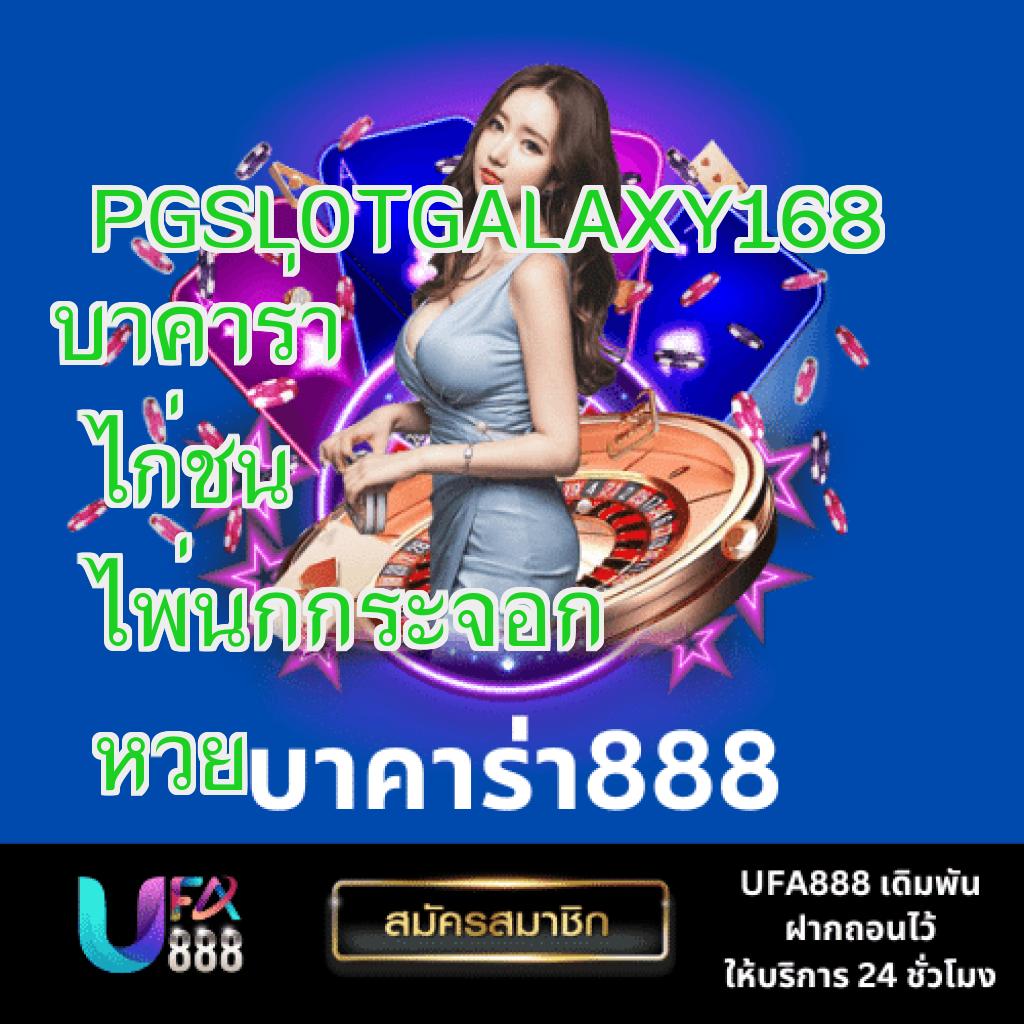 PGSLOTGALAXY168
บาคารา
ไก่ชน
ไพ่นกกระจอก
หวย
บาคาร่า888
UFA
888
สมัครสมาชิก
UFA888 เดิมพัน
ฝากถอนไว้
ให้บริการ 24 ชั่วโมง